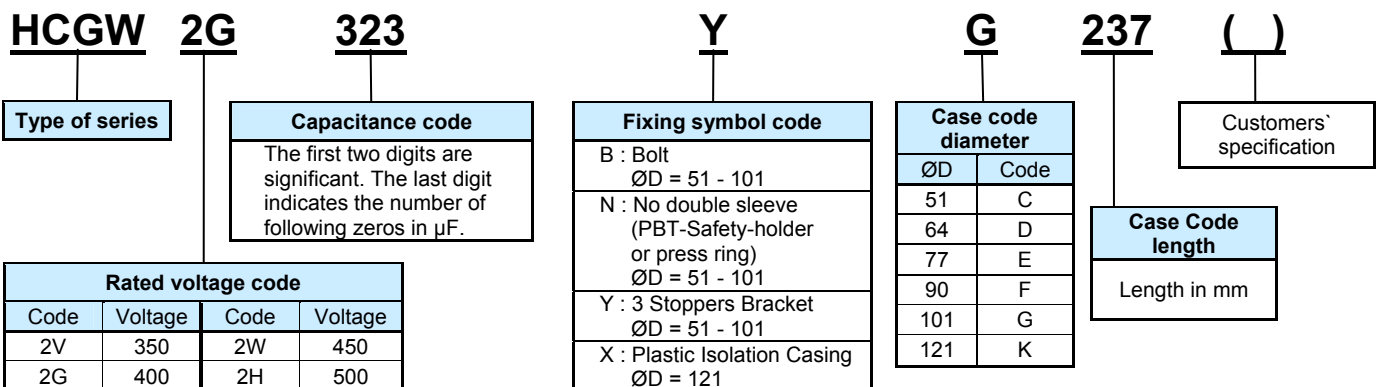 HCGW 2G 323 Y G 237 ( )
Type of series
Capacitance code
The first two digits are
significant. The last digit
indicates the number of
following zeros in µF.
Rated voltage code
Code Voltage Code Voltage
2V 350 2W 450
2G 400 2H 500
Fixing symbol code
B : Bolt
ØD = 51 - 101
N : No double sleeve
(PBT-Safety-holder
or press ring)
ØD = 51 - 101
Y : 3 Stoppers Bracket
ØD = 51 - 101
X : Plastic Isolation Casing
ØD = 121
Case code
diameter
ØD Code
51 C
64 D
77 E
90 F
101 G
121 K
Case Code
length
Length in mm
Customers`
specification